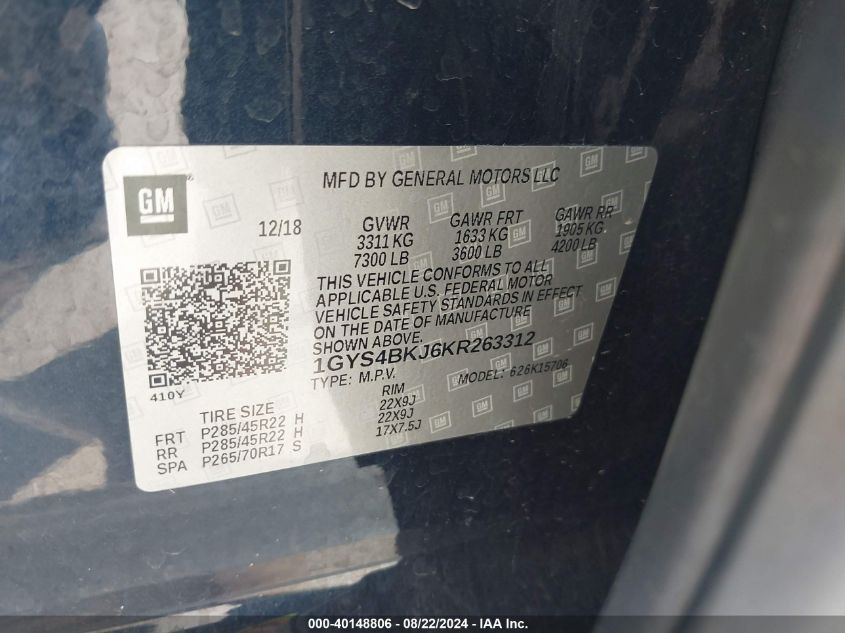 GM
MFD BY GENERAL MOTORS LLC
12/18
GVWR GAWR FRT GAWR RR
3311 KG 1633 KG 1905 KG
7300 LB 3600 LB 4200 LB
THIS VEHICLE CONFORMS TO ALL
APPLICABLE U.S. FEDERAL MOTOR
VEHICLE SAFETY STANDARDS IN EFFECT
ON THE DATE OF MANUFACTURE
SHOWN ABOVE.
1GYS4BKJ6KR263312
TYPE: M.P.V. MODEL: 626K15706
410Y
TIRE SIZE RIM
FRT P285/45R22 H 22X9J
RR P285/45R22 H 22X9J
SPA P265/70R17 S 17X7.5J
000-40148806 - 08/22/2024 - IAA Inc.